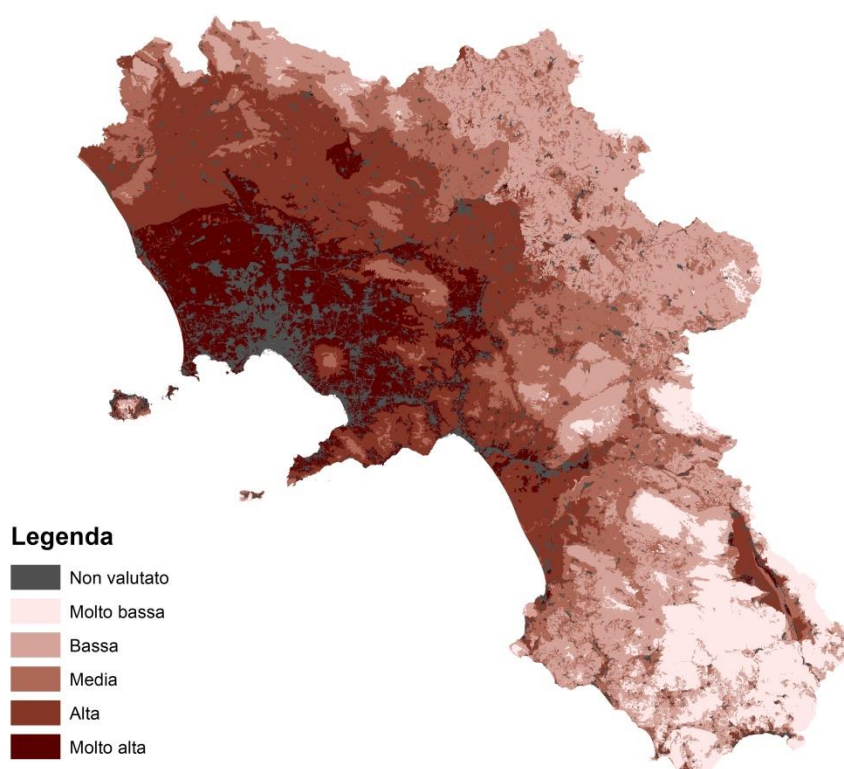 Legenda
Non valutato
Molto bassa
Bassa
Media
Alta
Molto alta